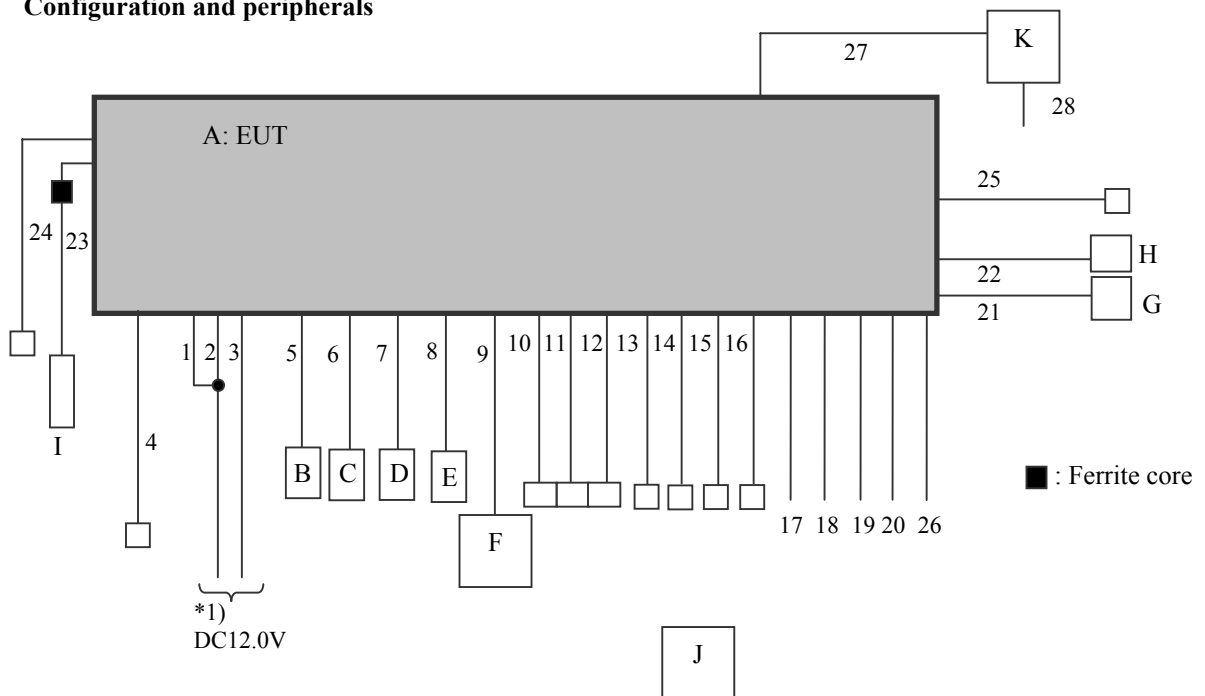 Configuration and peripherals
K
27
28
A: EUT
25
24
23
H
22
G
21
1
2
3
5
6
7
8
9
10
11
12
13
14
15
16
I
4
B
C
D
E
: Ferrite core
17
18
19
20
26
F
*1)
DC12.0V
J